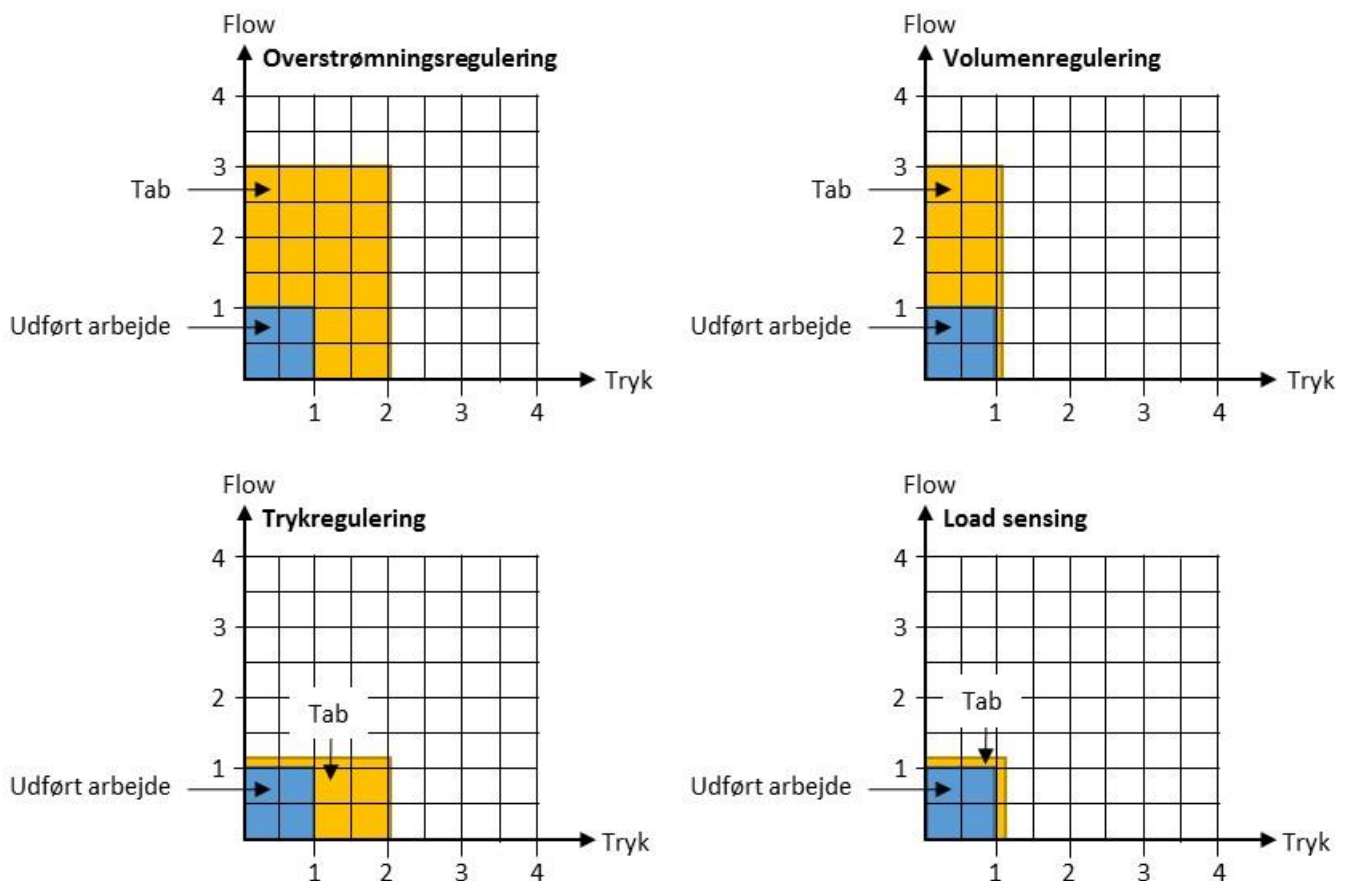 Flow
Overstrømningsregulering
4
3
Tab
2
1
Udført arbejde
Tryk
1 2 3 4
Flow
Volumenregulering
4
3
Tab
2
1
Udført arbejde
Tryk
1 2 3 4
Flow
Trykregulering
4
3
2
Tab
1
Udført arbejde
Tryk
1 2 3 4
Flow
Load sensing
4
3
2
Tab
1
Udført arbejde
Tryk
1 2 3 4